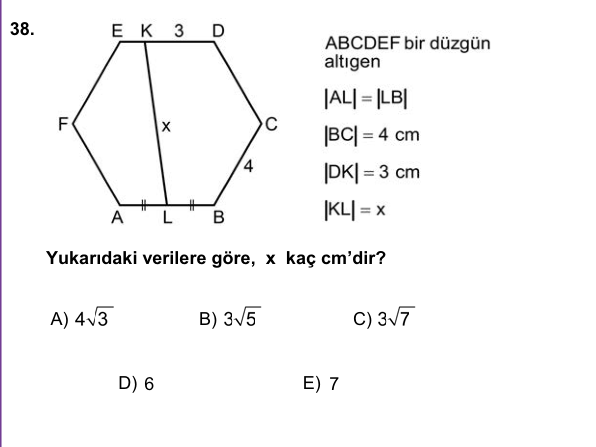 38.
E K 3 D
ABCDEF bir düzgün
altıgen
|AL| = |LB|
F x C
|BC| = 4 cm
4
|DK| = 3 cm
A L B
|KL| = x
Yukarıdaki verilere göre, x kaç cm’dir?
A) 4√3 B) 3√5 C) 3√7
D) 6 E) 7